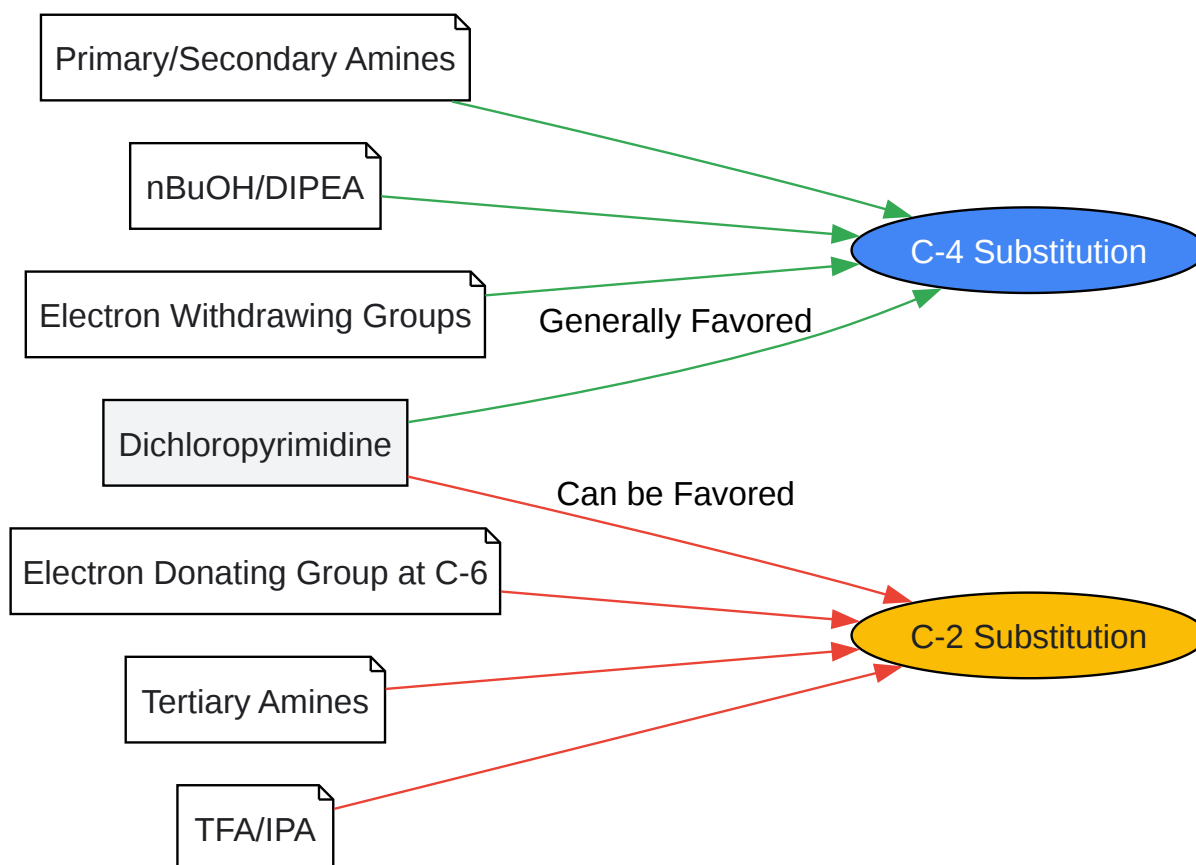 Primary/Secondary Amines
nBuOH/DIPEA
C-4 Substitution
Electron Withdrawing Groups
Generally Favored
Dichloropyrimidine
Can be Favored
Electron Donating Group at C-6
C-2 Substitution
Tertiary Amines
TFA/IPA